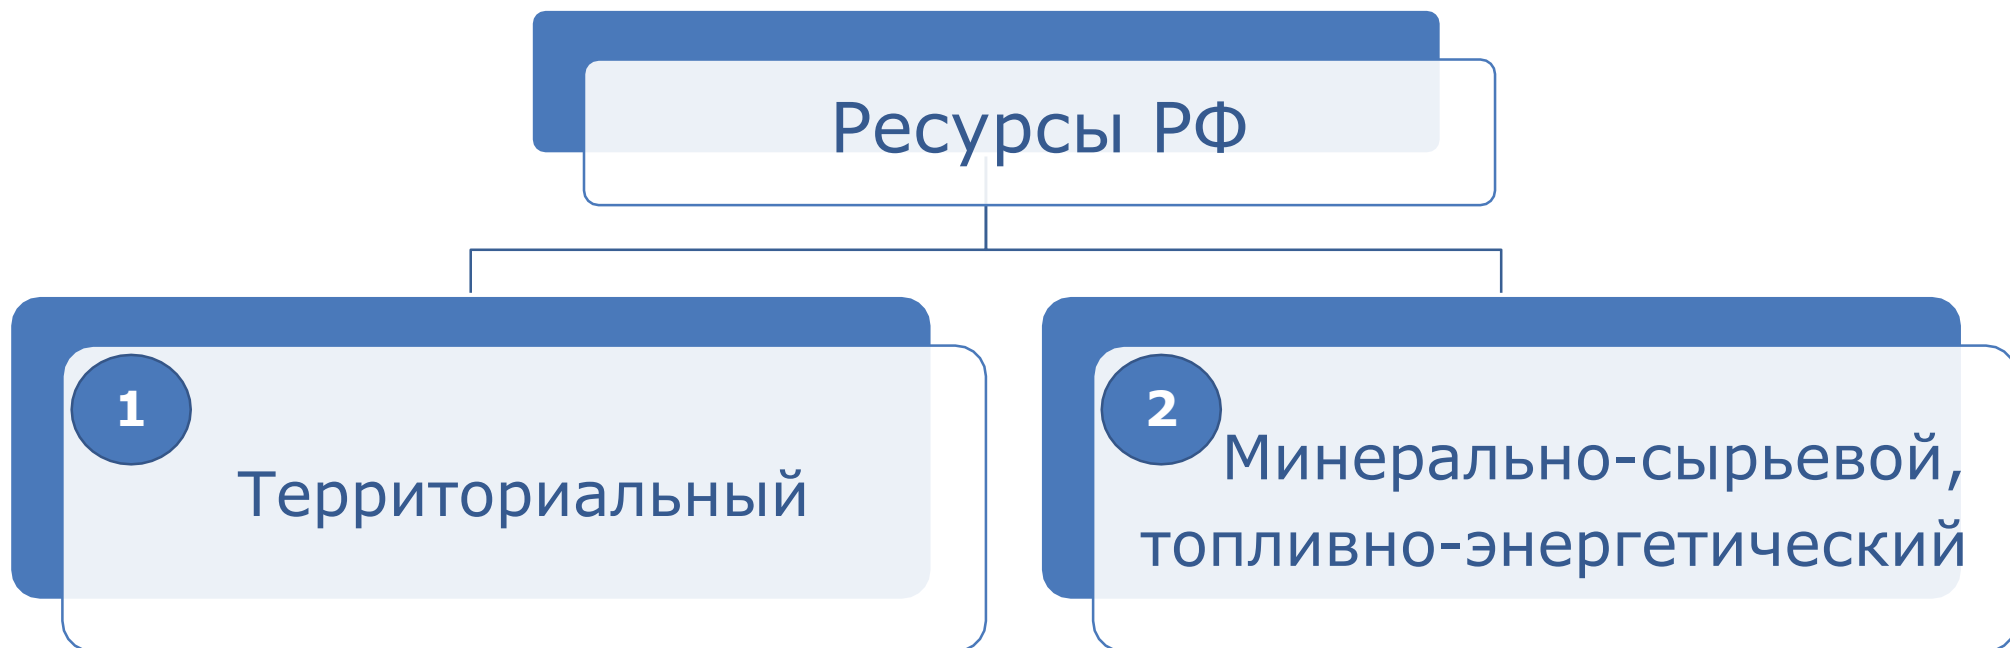 Ресурсы РФ
1
Территориальный
2
Минерально-сырьевой,
топливно-энергетический